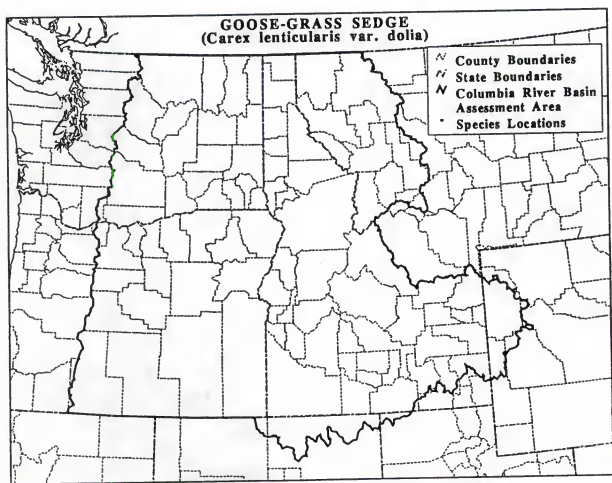 GOOSE-GRASS SEDGE
(Carex lenticularis var. dolia)
County Boundaries
State Boundaries
Columbia River Basin
Assessment Area
Species Locations